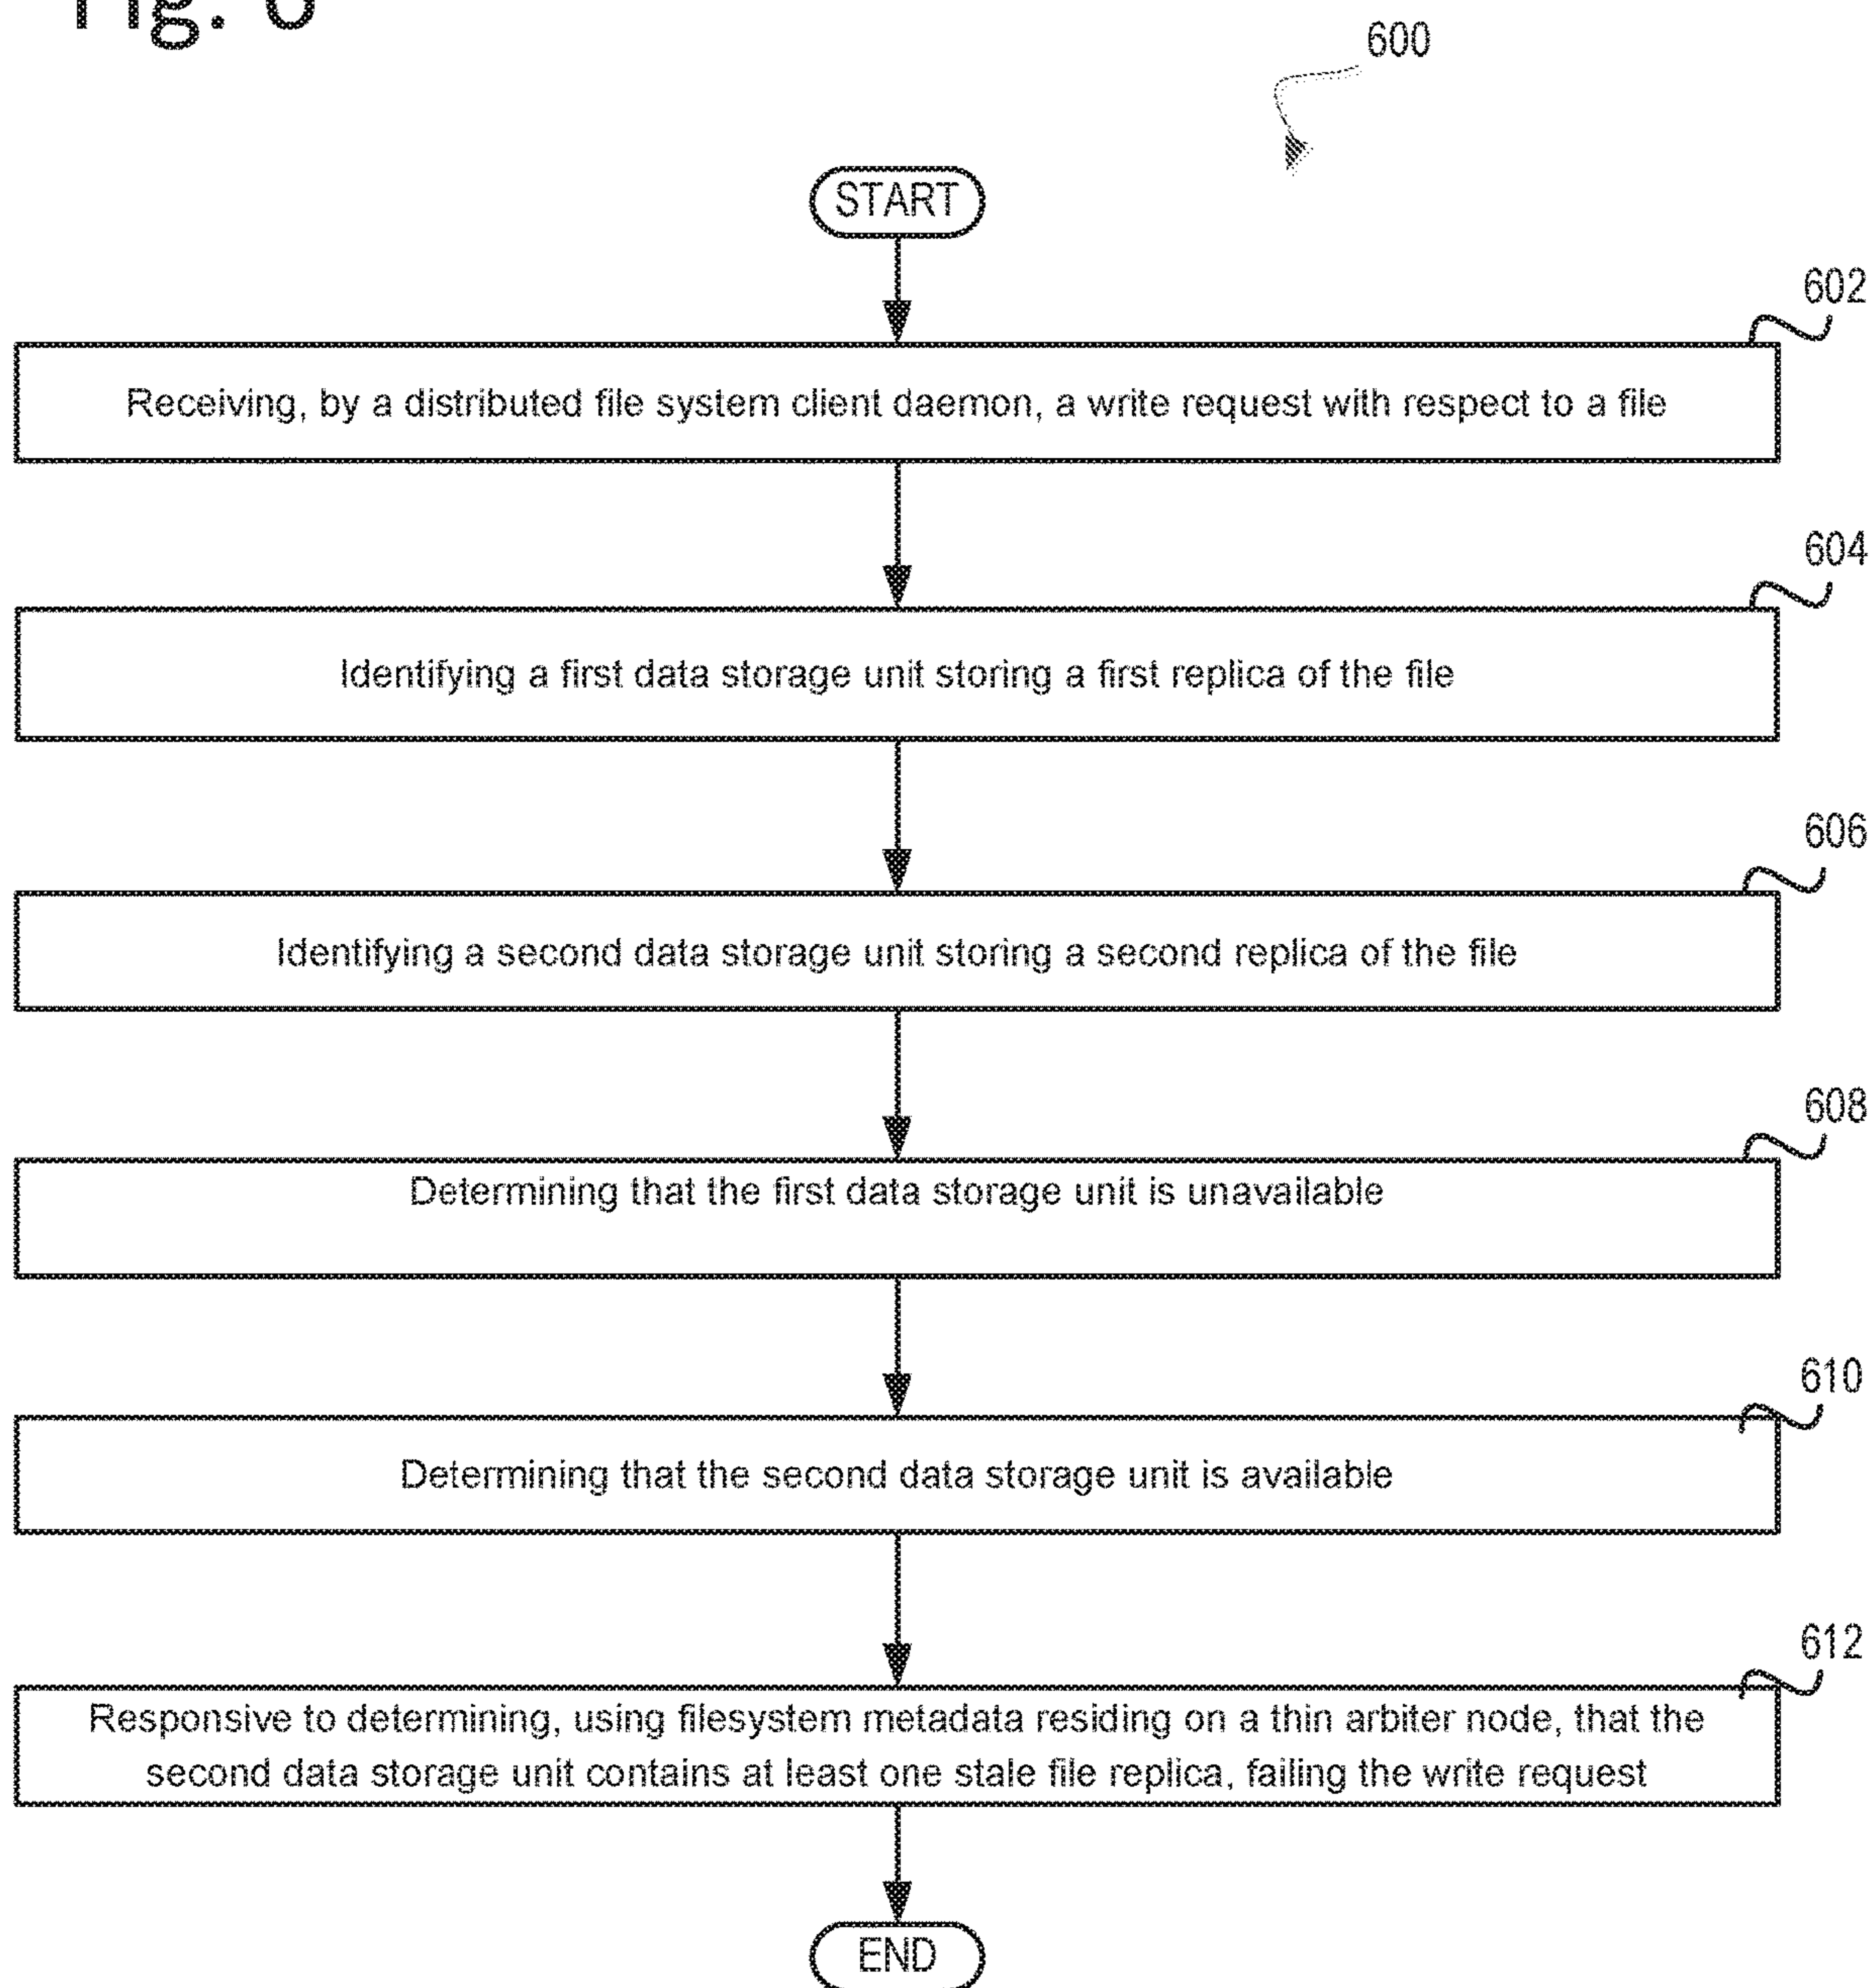 Fig. 6
600
START
602
Receiving, by a distributed file system client daemon, a write request with respect to a file
604
Identifying a first data storage unit storing a first replica of the file
606
Identifying a second data storage unit storing a second replica of the file
608
Determining that the first data storage unit is unavailable
610
Determining that the second data storage unit is available
612
Responsive to determining, using filesystem metadata residing on a thin arbiter node, that the
second data storage unit contains at least one stale file replica, failing the write request
END